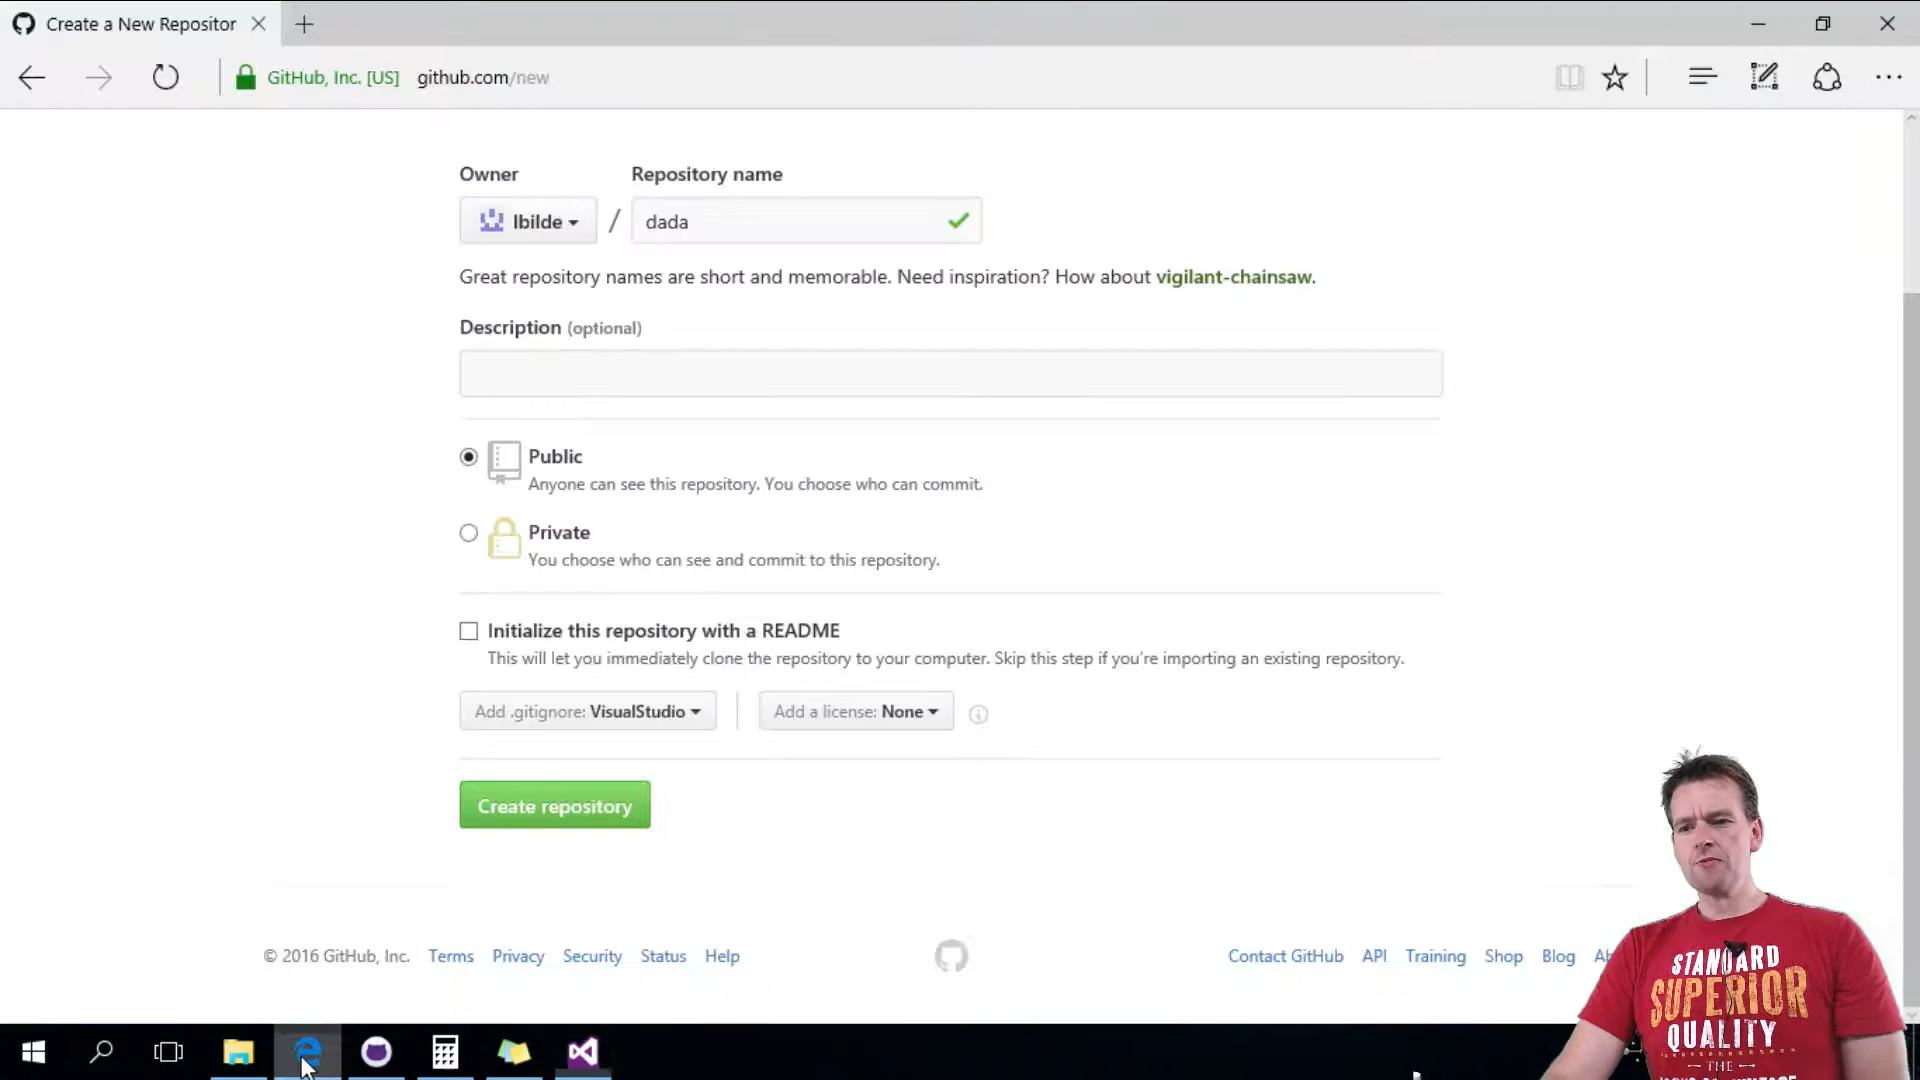 Create a New Repositor
GitHub, Inc. [US] github.com/new
Owner Repository name
lbilde / dada
Great repository names are short and memorable. Need inspiration? How about vigilant-chainsaw.
Description (optional)
Public
Anyone can see this repository. You choose who can commit.
Private
You choose who can see and commit to this repository.
Initialize this repository with a README
This will let you immediately clone the repository to your computer. Skip this step if you're importing an existing repository.
Add .gitignore: VisualStudio Add a license: None
Create repository
© 2016 GitHub, Inc. Terms Privacy Security Status Help Contact GitHub API Training Shop Blog
STANDARD
SUPERIOR
QUALITY
THE